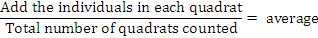 Add the individuals in each quadrat
Total number of quadrats counted = average